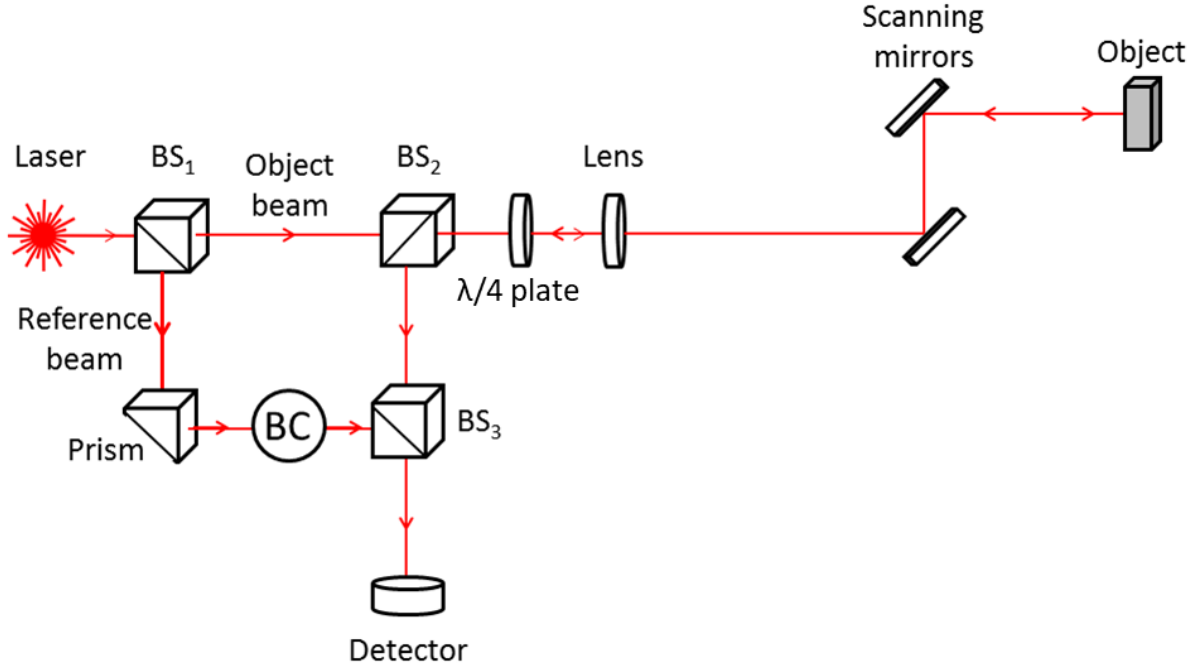 Scanning
mirrors
Object
Laser
BS₁
Object
beam
BS₂
Lens
λ/4 plate
Reference
beam
Prism
BC
BS₃
Detector